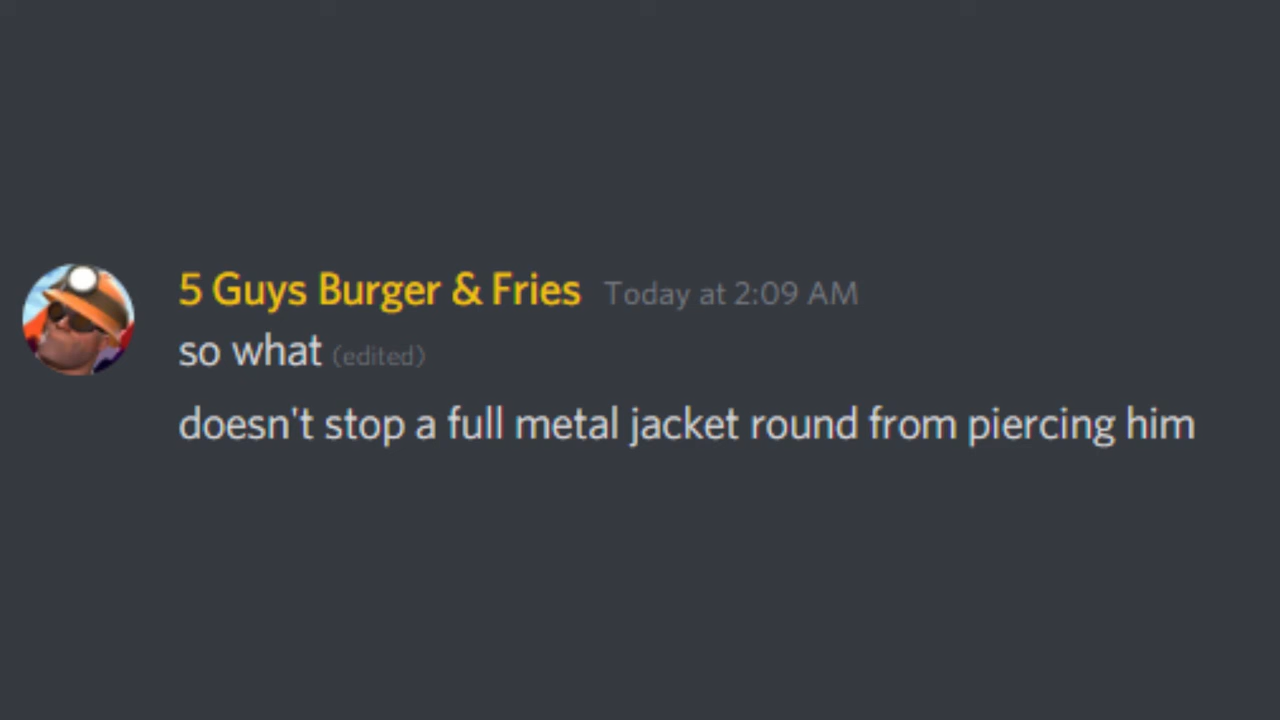 5 Guys Burger & Fries Today at 2:09 AM
so what (edited)
doesn't stop a full metal jacket round from piercing him